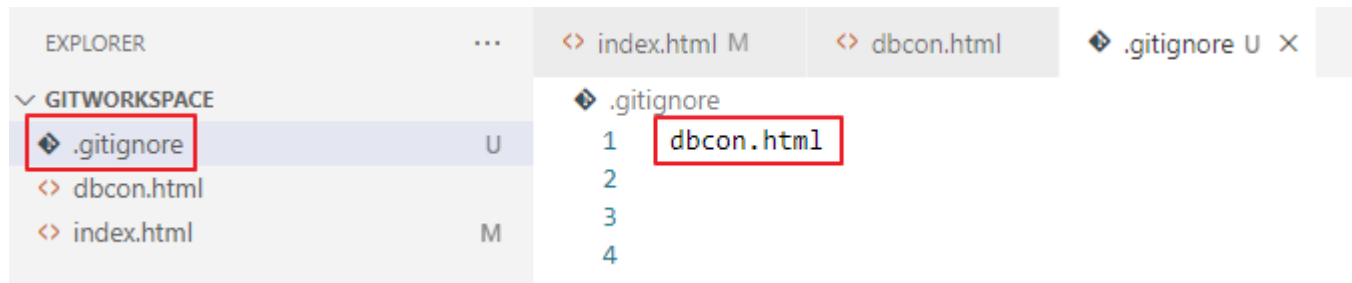 EXPLORER ...
GITWORKSPACE
.gitignore U
dbcon.html
index.html M
<> index.html M <> dbcon.html .gitignore U ×
.gitignore
1 dbcon.html
2
3
4